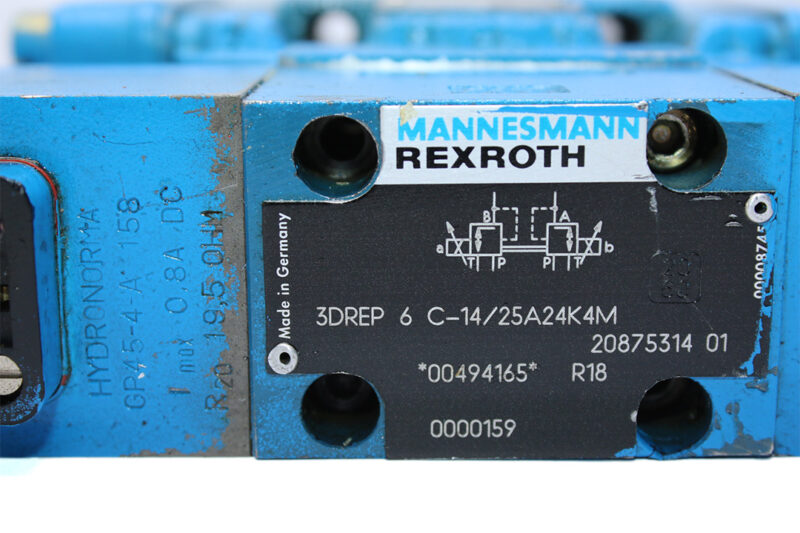 HYDRONORMA
GP45-4-A 158
I max 0,8A DC
R20 19,5 OHM
MANNESMANN
REXROTH
Made in Germany
B A
a b
T P P T
3DREP 6 C-14/25A24K4M
20875314 01
*00494165* R18
0000159